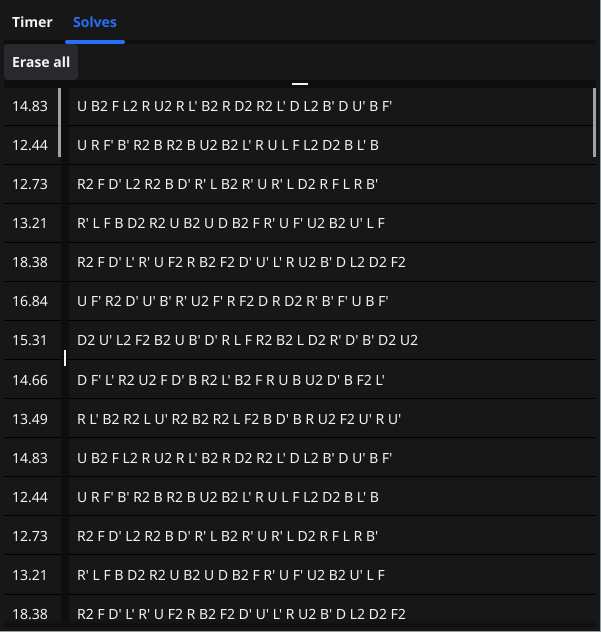 Timer Solves
Erase all
14.83 U B2 F L2 R U2 R L' B2 R D2 R2 L' D L2 B' D U' B F'
12.44 U R F' B' R2 B R2 B U2 B2 L' R U L F L2 D2 B L' B
12.73 R2 F D' L2 R2 B D' R' L B2 R' U R' L D2 R F L R B'
13.21 R' L F B D2 R2 U B2 U D B2 F R' U F' U2 B2 U' L F
18.38 R2 F D' L' R' U F2 R B2 F2 D' U' L' R U2 B' D L2 D2 F2
16.84 U F' R2 D' U' B' R' U2 F' R F2 D R D2 R' B' F' U B F'
15.31 D2 U' L2 F2 B2 U B' D' R L F R2 B2 L D2 R' D' B' D2 U2
14.66 D F' L' R2 U2 F D' B R2 L' B2 F R U B U2 D' B F2 L'
13.49 R L' B2 R2 L U' R2 B2 R2 L F2 B D' B R U2 F2 U' R U'
14.83 U B2 F L2 R U2 R L' B2 R D2 R2 L' D L2 B' D U' B F'
12.44 U R F' B' R2 B R2 B U2 B2 L' R U L F L2 D2 B L' B
12.73 R2 F D' L2 R2 B D' R' L B2 R' U R' L D2 R F L R B'
13.21 R' L F B D2 R2 U B2 U D B2 F R' U F' U2 B2 U' L F
18.38 R2 F D' L' R' U F2 R B2 F2 D' U' L' R U2 B' D L2 D2 F2